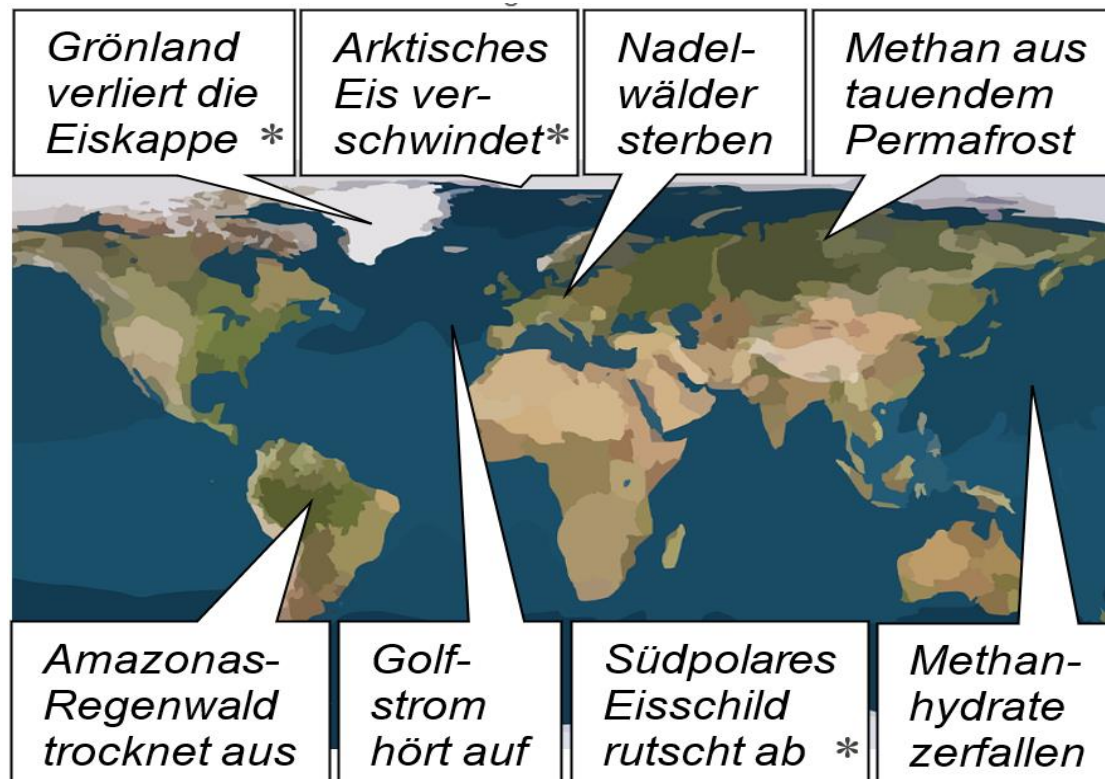 Grönland
verliert die
Eiskappe *
Arktisches
Eis ver-
schwindet*
Nadel-
wälder
sterben
Methan aus
tauendem
Permafrost
Amazonas-
Regenwald
trocknet aus
Golf-
strom
hört auf
Südpolares
Eisschild
rutscht ab *
Methan-
hydrate
zerfallen